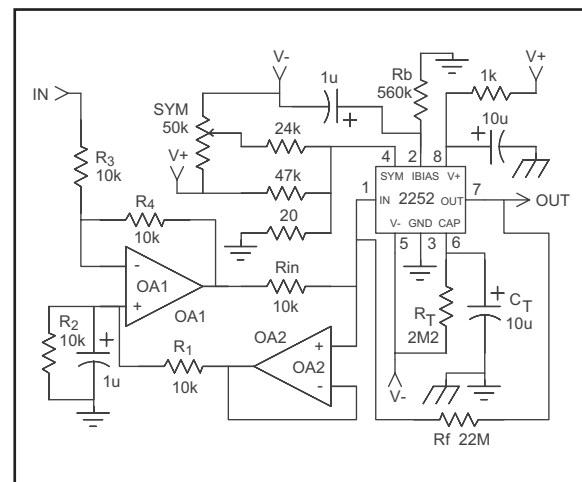 V-
IN
1u
Rb
560k
V+
1k
SYM
50k
10u
R3
10k
V+
24k
4
2
8
SYM
IBIAS
V+
47k
1
IN
2252
OUT
7
OUT
R4
10k
20
V-
GND
CAP
5
3
6
-
OA1
+
OA1
Rin
10k
RT
2M2
CT
10u
R2
10k
1u
R1
10k
OA2
+
OA2
-
V-
Rf 22M